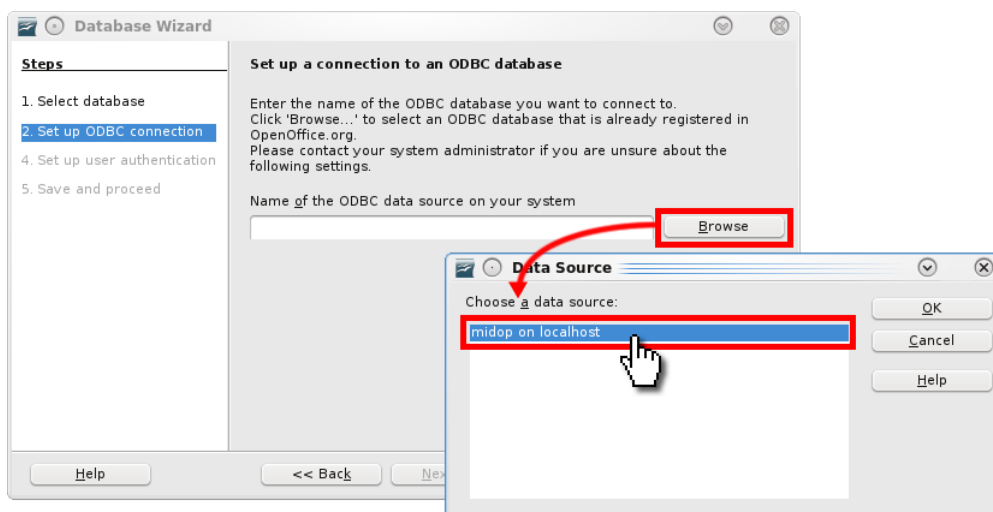 Database Wizard
Steps
1. Select database
2. Set up ODBC connection
4. Set up user authentication
5. Save and proceed
Set up a connection to an ODBC database
Enter the name of the ODBC database you want to connect to.
Click 'Browse...' to select an ODBC database that is already registered in
OpenOffice.org.
Please contact your system administrator if you are unsure about the
following settings.
Name of the ODBC data source on your system
Browse
Data Source
Choose a data source:
midop on localhost
OK
Cancel
Help
Help
<< Back